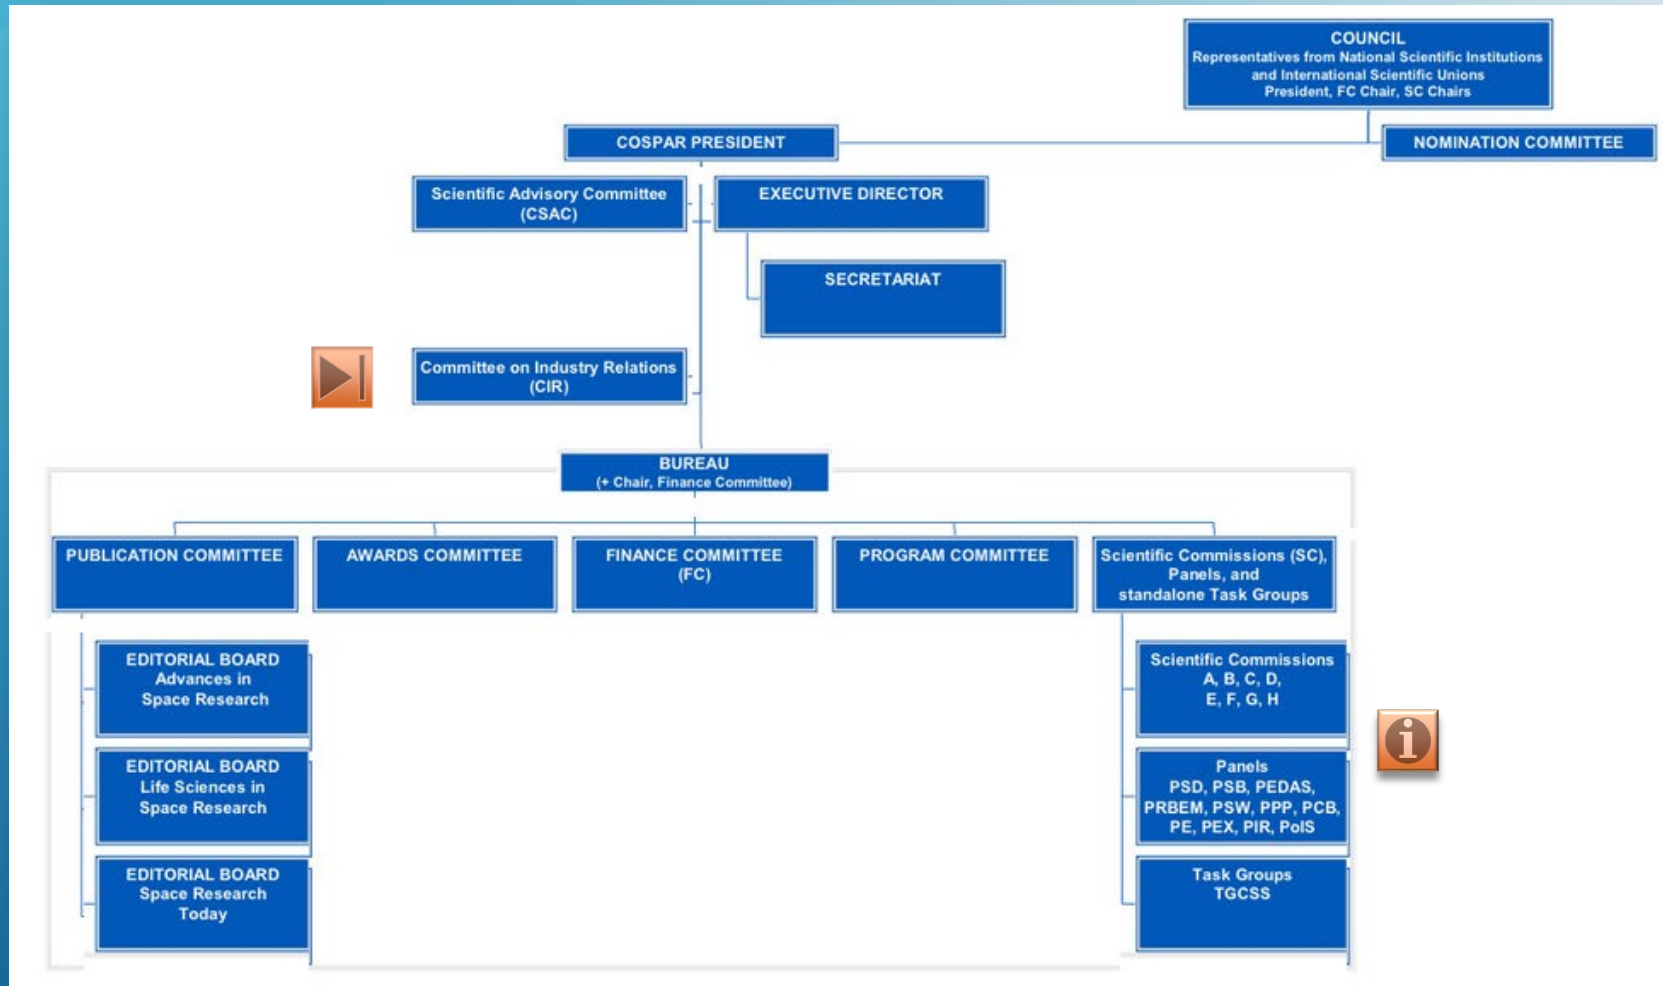 COUNCIL
Representatives from National Scientific Institutions
and International Scientific Unions
President, FC Chair, SC Chairs
COSPAR PRESIDENT
NOMINATION COMMITTEE
Scientific Advisory Committee
(CSAC)
EXECUTIVE DIRECTOR
SECRETARIAT
Committee on Industry Relations
(CIR)
BUREAU
(+ Chair, Finance Committee)
PUBLICATION COMMITTEE
AWARDS COMMITTEE
FINANCE COMMITTEE
(FC)
PROGRAM COMMITTEE
Scientific Commissions (SC),
Panels, and
standalone Task Groups
EDITORIAL BOARD
Advances in
Space Research
EDITORIAL BOARD
Life Sciences in
Space Research
EDITORIAL BOARD
Space Research
Today
Scientific Commissions
A, B, C, D,
E, F, G, H
Panels
PSD, PSB, PEDAS,
PRBEM, PSW, PPP, PCB,
PE, PEX, PIR, PoIS
Task Groups
TGCSS
i